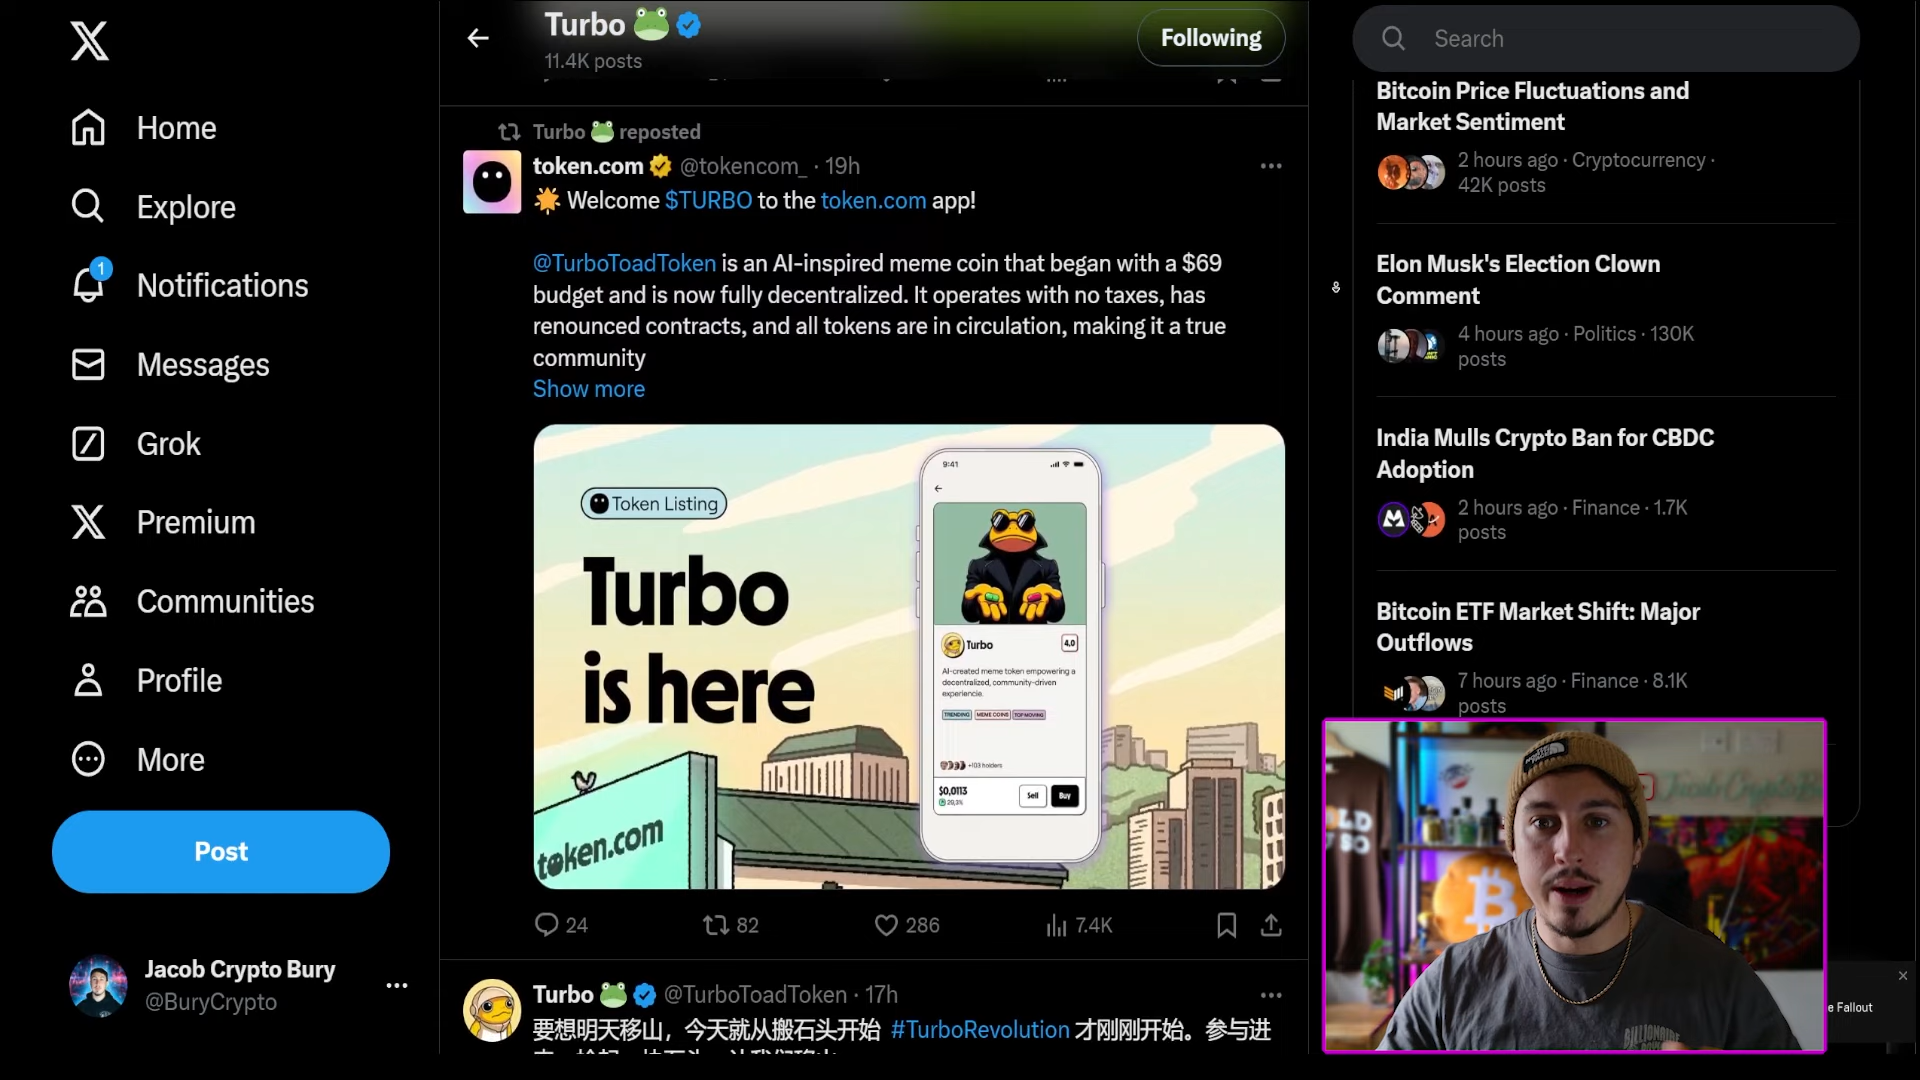 Home
Explore
1
Notifications
Messages
Grok
Premium
Communities
Profile
More
Post
Jacob Crypto Bury
@BuryCrypto
Turbo
11.4K posts
Following
Turbo 🐸 reposted
token.com @tokencom_ · 19h
🌟 Welcome $TURBO to the token.com app!
@TurboToadToken is an AI-inspired meme coin that began with a $69
budget and is now fully decentralized. It operates with no taxes, has
renounced contracts, and all tokens are in circulation, making it a true
community
Show more
Token Listing
Turbo
is here
token.com
9:41
Turbo
4,0
AI-created meme token empowering a
decentralized, community-driven
experiencie.
TRENDING MEME COINS TOP MOVING
+103 holders
$0,0113
20,3%
Sell
Buy
24 82 286 7.4K
Turbo 🐸 @TurboToadToken · 17h
要想明天移山，今天就从搬石头开始 #TurboRevolution 才刚刚开始。参与进
Search
Bitcoin Price Fluctuations and
Market Sentiment
2 hours ago · Cryptocurrency ·
42K posts
Elon Musk's Election Clown
Comment
4 hours ago · Politics · 130K
posts
India Mulls Crypto Ban for CBDC
Adoption
2 hours ago · Finance · 1.7K
posts
Bitcoin ETF Market Shift: Major
Outflows
7 hours ago · Finance · 8.1K
posts
Jacob Crypto Bu
e Fallout